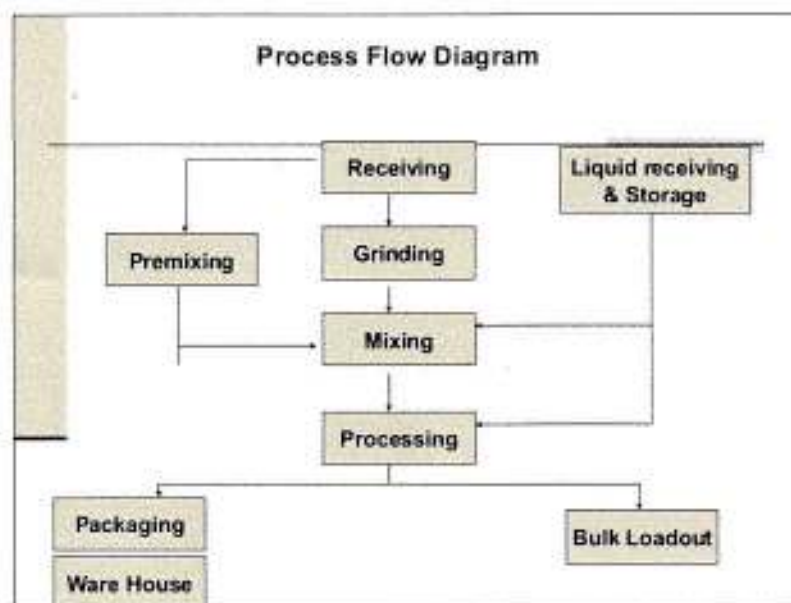 Process Flow Diagram
Receiving
Liquid receiving
& Storage
Premixing
Grinding
Mixing
Processing
Packaging
Bulk Loadout
Ware House